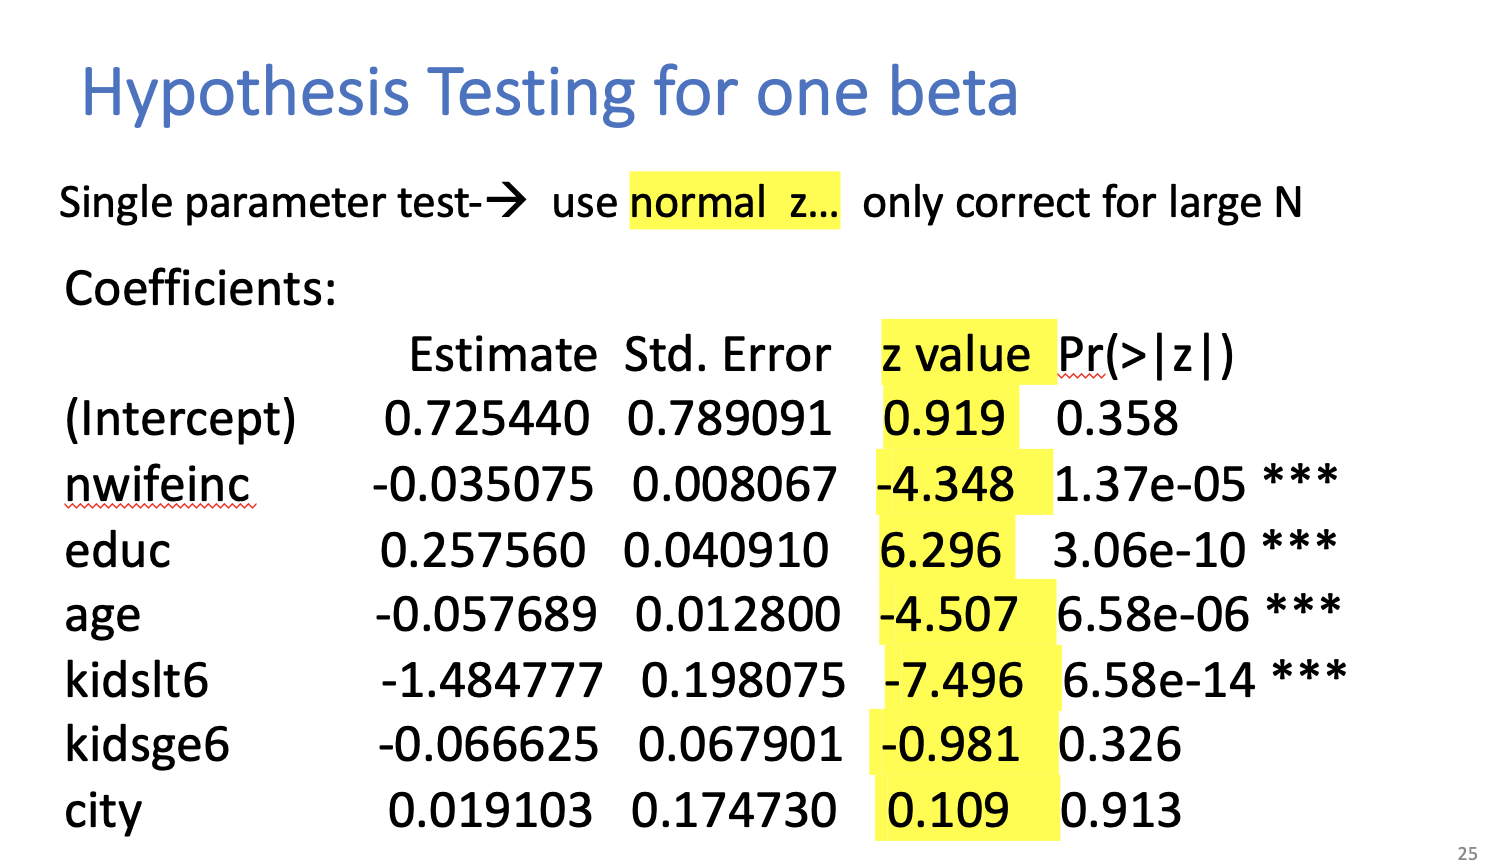 Hypothesis Testing for one beta
Single parameter test-→ use normal z... only correct for large N
Coefficients:
Estimate Std. Error z value Pr(>|z|)
(Intercept) 0.725440 0.789091 0.919 0.358
nwifeinc -0.035075 0.008067 -4.348 1.37e-05 ***
educ 0.257560 0.040910 6.296 3.06e-10 ***
age -0.057689 0.012800 -4.507 6.58e-06 ***
kidslt6 -1.484777 0.198075 -7.496 6.58e-14 ***
kidsge6 -0.066625 0.067901 -0.981 0.326
city 0.019103 0.174730 0.109 0.913
25